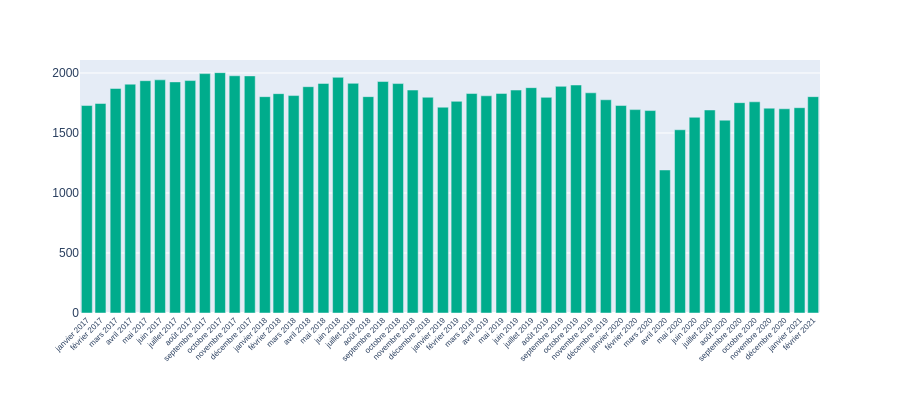 2000
1500
1000
500
0
janvier 2017
février 2017
mars 2017
avril 2017
mai 2017
juin 2017
juillet 2017
août 2017
septembre 2017
octobre 2017
novembre 2017
décembre 2017
janvier 2018
février 2018
mars 2018
avril 2018
mai 2018
juin 2018
juillet 2018
août 2018
septembre 2018
octobre 2018
novembre 2018
décembre 2018
janvier 2019
février 2019
mars 2019
avril 2019
mai 2019
juin 2019
juillet 2019
août 2019
septembre 2019
octobre 2019
novembre 2019
décembre 2019
janvier 2020
février 2020
mars 2020
avril 2020
mai 2020
juin 2020
juillet 2020
août 2020
septembre 2020
octobre 2020
novembre 2020
décembre 2020
janvier 2021
février 2021